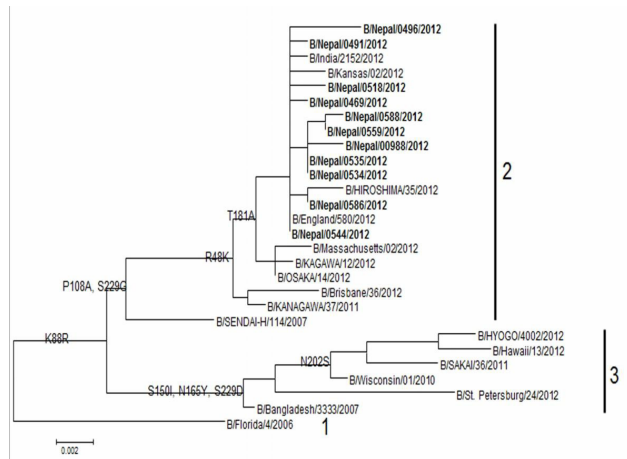 B/Nepal/0496/2012
B/Nepal/0491/2012
B/India/2152/2012
B/Kansas/02/2012
B/Nepal/0518/2012
B/Nepal/0469/2012
B/Nepal/0588/2012
B/Nepal/0559/2012
B/Nepal/00988/2012
B/Nepal/0535/2012
B/Nepal/0534/2012
2
B/HIROSHIMA/35/2012
B/Nepal/0586/2012
T181A
B/England/580/2012
B/Nepal/0544/2012
B/Massachusetts/02/2012
R48K
B/KAGAWA/12/2012
B/OSAKA/14/2012
P108A, S229G
B/Brisbane/36/2012
B/KANAGAWA/37/2011
B/SENDAI-H/114/2007
K88R
B/HYOGO/4002/2012
B/Hawaii/13/2012
N202S
B/SAKAI/36/2011
3
B/Wisconsin/01/2010
S150I, N165Y, S229D
B/St. Petersburg/24/2012
B/Bangladesh/3333/2007
B/Florida/4/2006
1
0.002